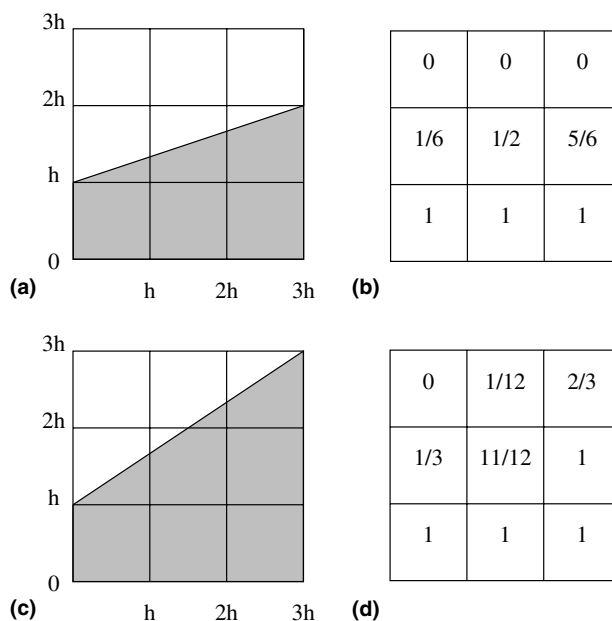 3h
2h
h
0
h 2h 3h
(a)
0 0 0
1/6 1/2 5/6
1 1 1
(b)
3h
2h
h
0
h 2h 3h
(c)
0 1/12 2/3
1/3 11/12 1
1 1 1
(d)